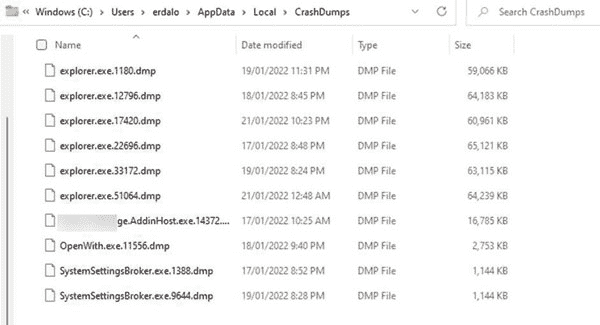 Windows (C:) > Users > erdalo > AppData > Local > CrashDumps Search CrashDumps
Name Date modified Type Size
explorer.exe.1180.dmp 19/01/2022 11:31 PM DMP File 59,066 KB
explorer.exe.12796.dmp 18/01/2022 8:45 PM DMP File 64,183 KB
explorer.exe.17420.dmp 21/01/2022 10:23 PM DMP File 60,961 KB
explorer.exe.22696.dmp 17/01/2022 8:48 PM DMP File 65,121 KB
explorer.exe.33172.dmp 19/01/2022 8:24 PM DMP File 63,115 KB
explorer.exe.51064.dmp 21/01/2022 12:48 AM DMP File 64,239 KB
ge.AddinHost.exe.14372.... 17/01/2022 10:25 AM DMP File 16,785 KB
OpenWith.exe.11556.dmp 18/01/2022 9:40 PM DMP File 2,753 KB
SystemSettingsBroker.exe.1388.dmp 17/01/2022 8:52 PM DMP File 1,144 KB
SystemSettingsBroker.exe.9644.dmp 19/01/2022 8:28 PM DMP File 1,144 KB